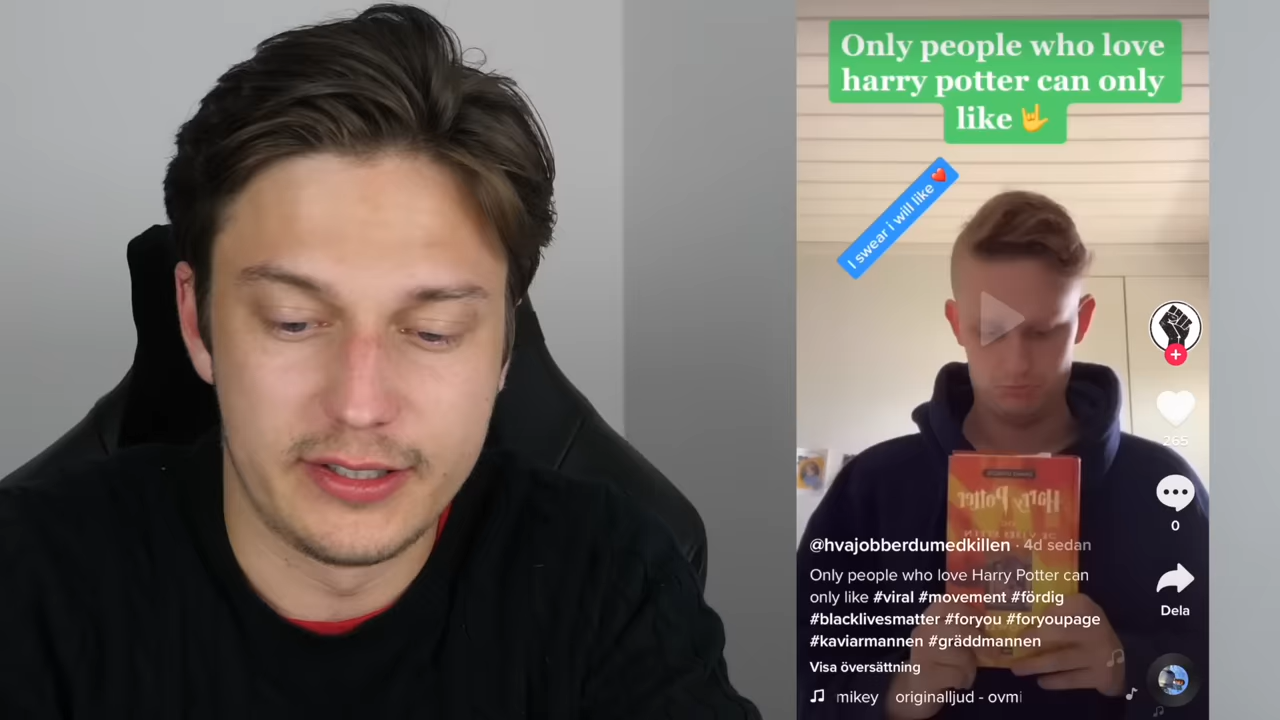 Only people who love
harry potter can only
like 🤟
I swear i will like ❤️
Harry Potter
265
0
@hvajobberdumedkillen · 4d sedan
Only people who love Harry Potter can
only like #viral #movement #fördig
#blacklivesmatter #foryou #foryoupage
#kaviarmannen #gräddmannen
Dela
Visa översättning
mikey originalljud - ovmi